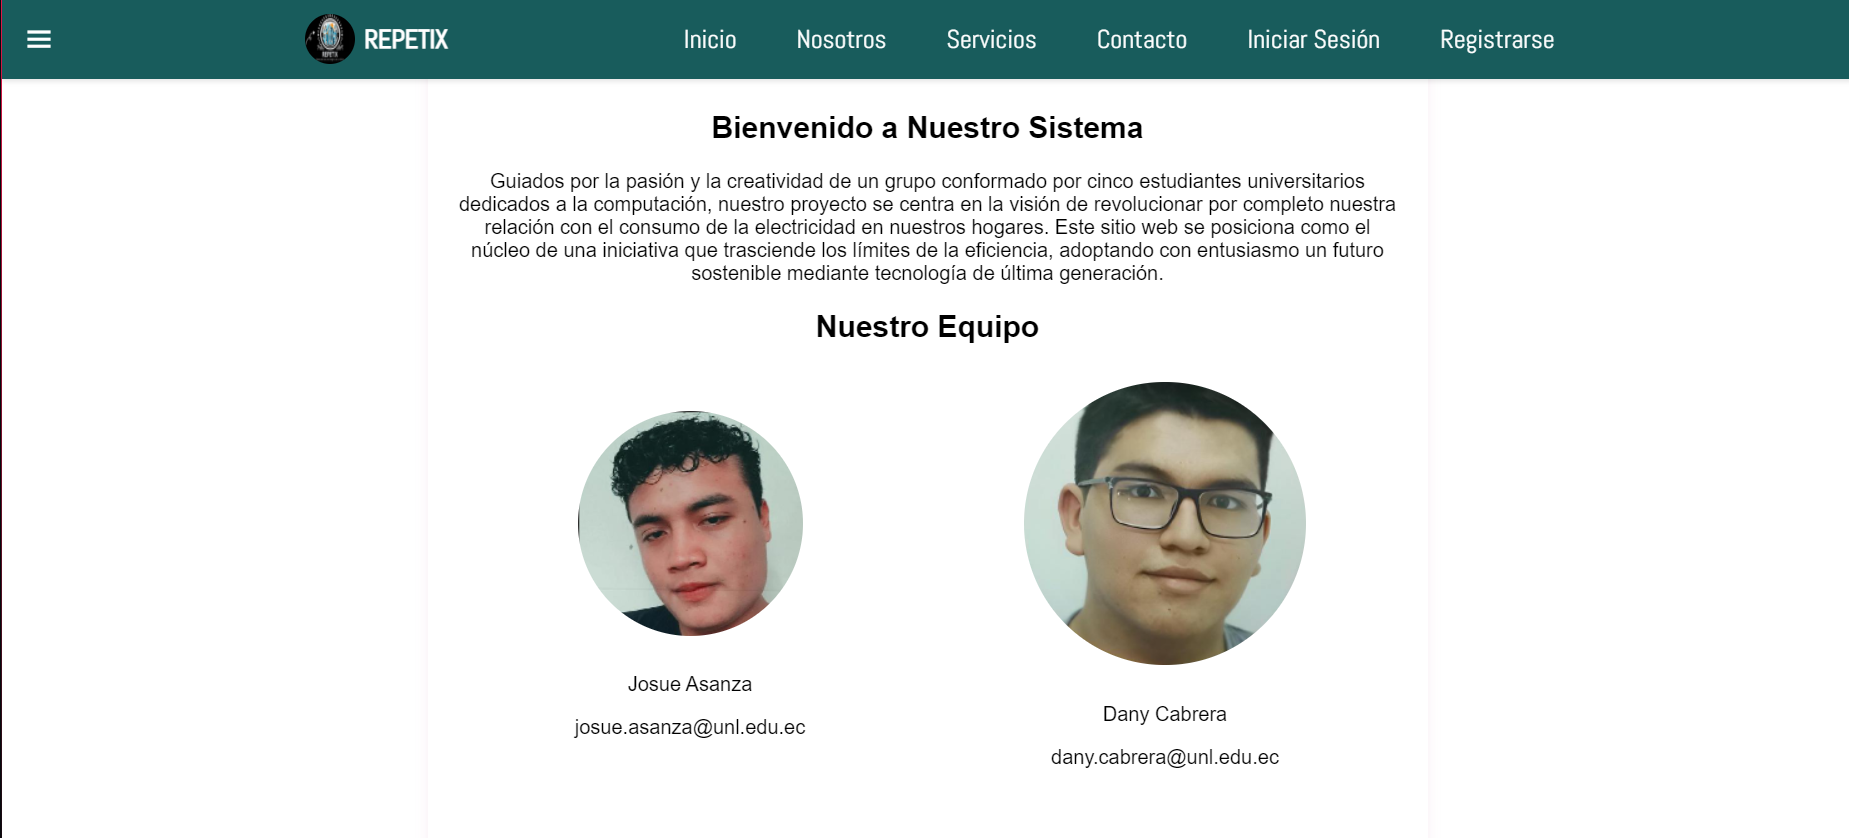 REPETIX
Inicio
Nosotros
Servicios
Contacto
Iniciar Sesión
Registrarse
Bienvenido a Nuestro Sistema
Guiados por la pasión y la creatividad de un grupo conformado por cinco estudiantes universitarios
dedicados a la computación, nuestro proyecto se centra en la visión de revolucionar por completo nuestra
relación con el consumo de la electricidad en nuestros hogares. Este sitio web se posiciona como el
núcleo de una iniciativa que trasciende los límites de la eficiencia, adoptando con entusiasmo un futuro
sostenible mediante tecnología de última generación.
Nuestro Equipo
Josue Asanza
josue.asanza@unl.edu.ec
Dany Cabrera
dany.cabrera@unl.edu.ec